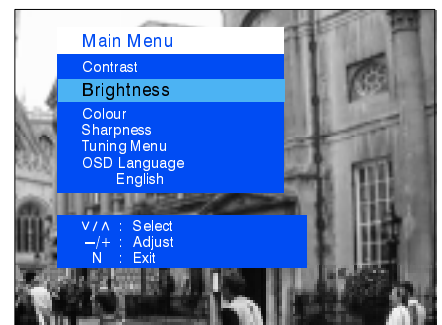 Main Menu
Contrast
Brightness
Colour
Sharpness
Tuning Menu
OSD Language
English
∨/∧ : Select
–/+ : Adjust
N : Exit